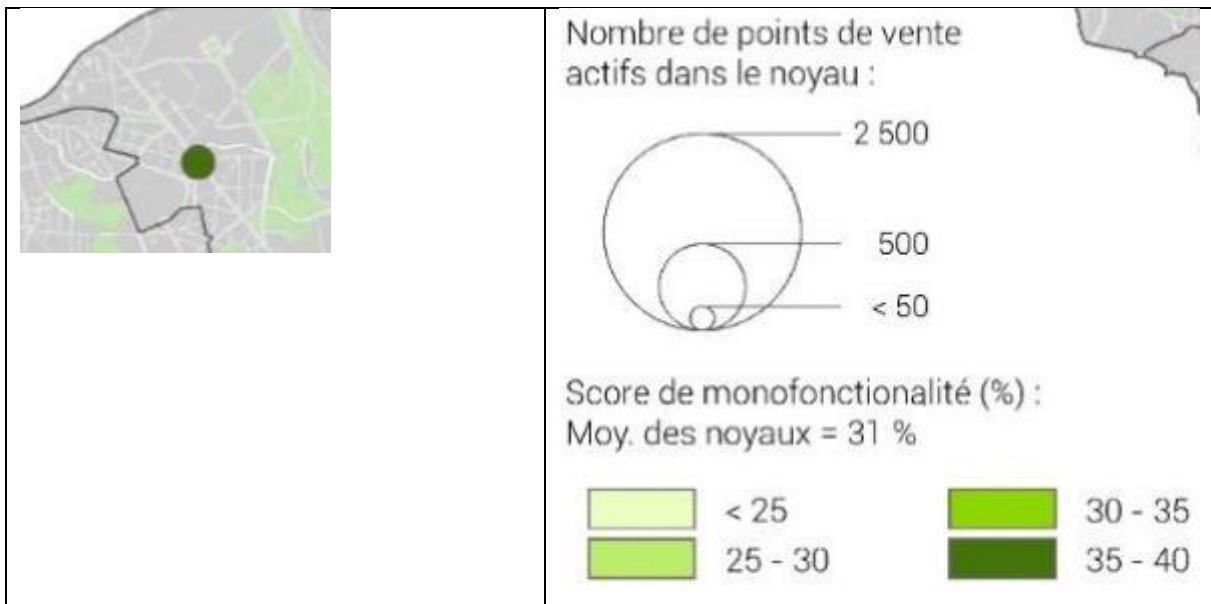 Nombre de points de vente
actifs dans le noyau :
2 500
500
< 50
Score de monofonctionalité (%) :
Moy. des noyaux = 31 %
< 25
30 - 35
25 - 30
35 - 40